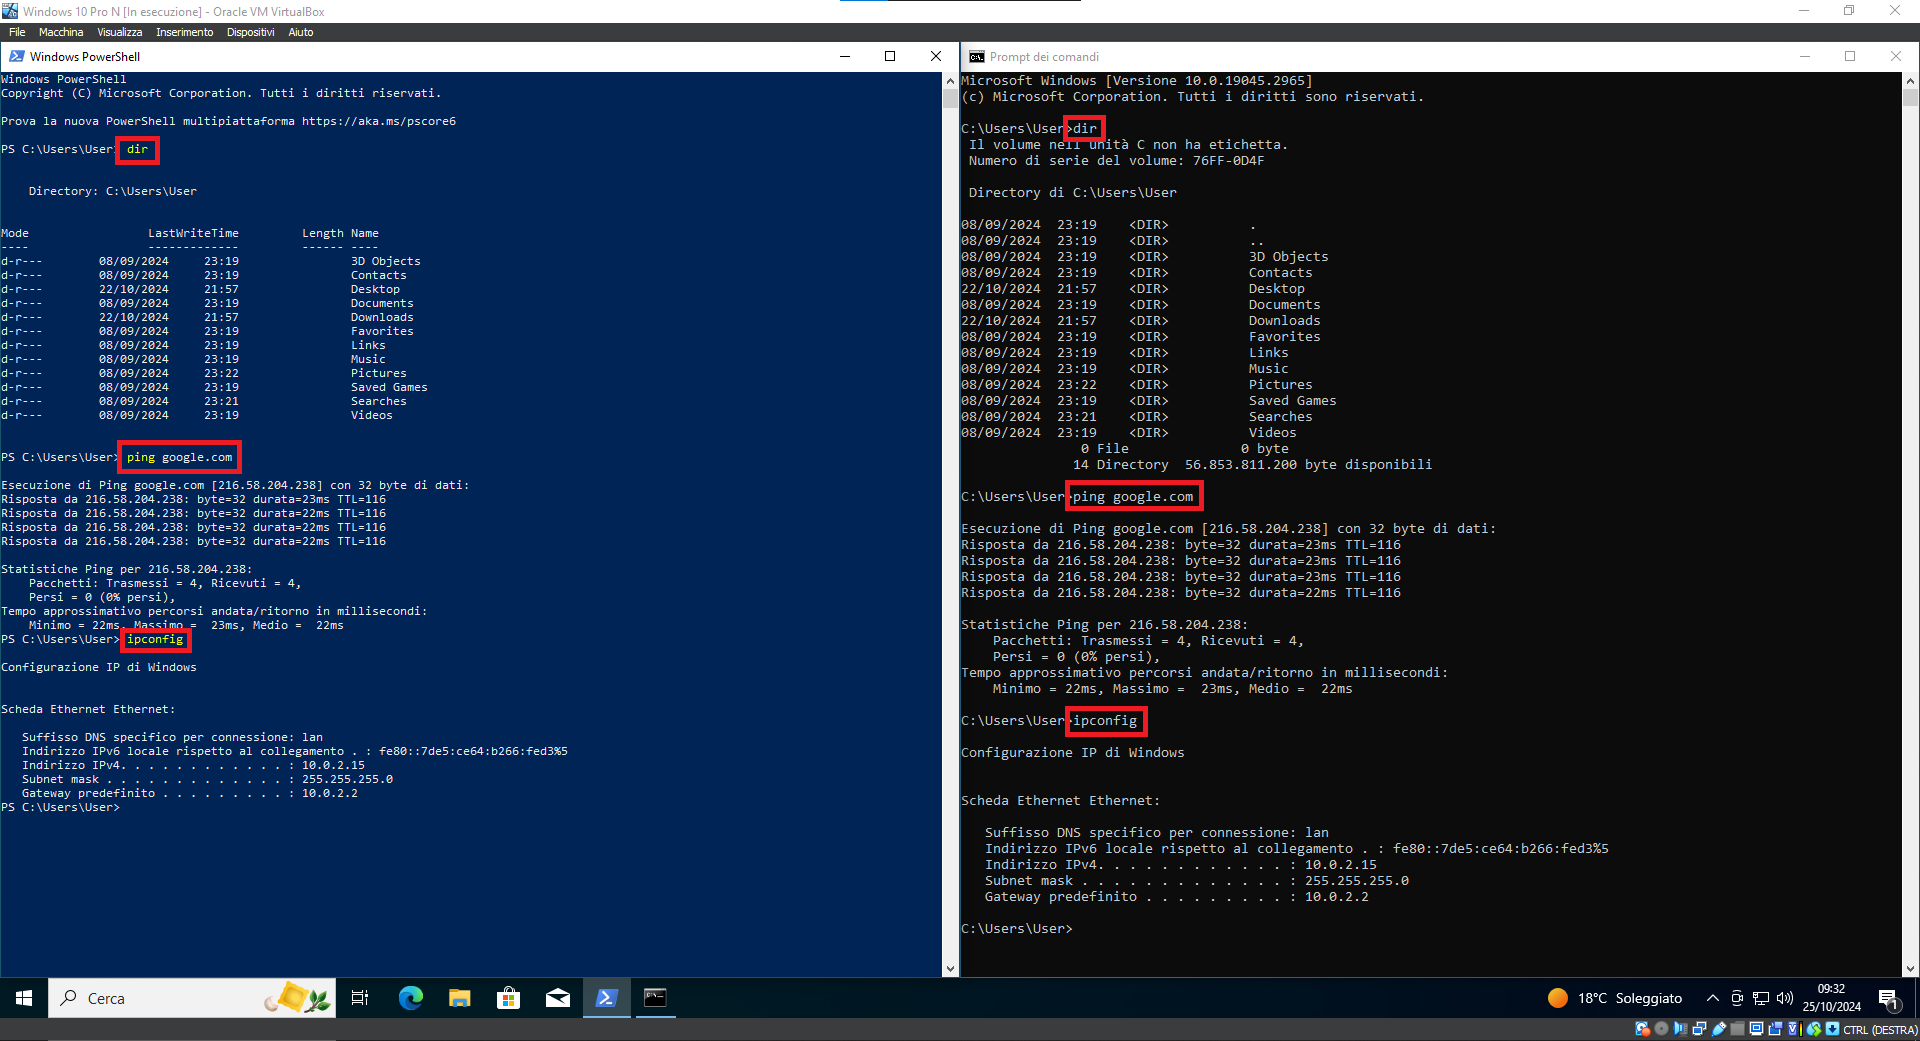 Windows 10 Pro N [In esecuzione] - Oracle VM VirtualBox
File Macchina Visualizza Inserimento Dispositivi Aiuto
Windows PowerShell
Windows PowerShell
Copyright (C) Microsoft Corporation. Tutti i diritti riservati.
Prova la nuova PowerShell multipiattaforma https://aka.ms/pscore6
PS C:\Users\User> dir
Directory: C:\Users\User
Mode LastWriteTime Length Name
---- ------------- ------ ----
d-r--- 08/09/2024 23:19 3D Objects
d-r--- 08/09/2024 23:19 Contacts
d-r--- 22/10/2024 21:57 Desktop
d-r--- 08/09/2024 23:19 Documents
d-r--- 22/10/2024 21:57 Downloads
d-r--- 08/09/2024 23:19 Favorites
d-r--- 08/09/2024 23:19 Links
d-r--- 08/09/2024 23:19 Music
d-r--- 08/09/2024 23:22 Pictures
d-r--- 08/09/2024 23:19 Saved Games
d-r--- 08/09/2024 23:21 Searches
d-r--- 08/09/2024 23:19 Videos
PS C:\Users\User> ping google.com
Esecuzione di Ping google.com [216.58.204.238] con 32 byte di dati:
Risposta da 216.58.204.238: byte=32 durata=23ms TTL=116
Risposta da 216.58.204.238: byte=32 durata=22ms TTL=116
Risposta da 216.58.204.238: byte=32 durata=22ms TTL=116
Risposta da 216.58.204.238: byte=32 durata=22ms TTL=116
Statistiche Ping per 216.58.204.238:
Pacchetti: Trasmessi = 4, Ricevuti = 4,
Persi = 0 (0% persi),
Tempo approssimativo percorsi andata/ritorno in millisecondi:
Minimo = 22ms, Massimo = 23ms, Medio = 22ms
PS C:\Users\User> ipconfig
Configurazione IP di Windows
Scheda Ethernet Ethernet:
Suffisso DNS specifico per connessione: lan
Indirizzo IPv6 locale rispetto al collegamento . : fe80::7de5:ce64:b266:fed3%5
Indirizzo IPv4. . . . . . . . . . . . : 10.0.2.15
Subnet mask . . . . . . . . . . . . . : 255.255.255.0
Gateway predefinito . . . . . . . . . : 10.0.2.2
PS C:\Users\User>
Prompt dei comandi
Microsoft Windows [Versione 10.0.19045.2965]
(c) Microsoft Corporation. Tutti i diritti sono riservati.
C:\Users\User>dir
Il volume nell'unità C non ha etichetta.
Numero di serie del volume: 76FF-0D4F
Directory di C:\Users\User
08/09/2024 23:19 <DIR> .
08/09/2024 23:19 <DIR> ..
08/09/2024 23:19 <DIR> 3D Objects
08/09/2024 23:19 <DIR> Contacts
22/10/2024 21:57 <DIR> Desktop
08/09/2024 23:19 <DIR> Documents
22/10/2024 21:57 <DIR> Downloads
08/09/2024 23:19 <DIR> Favorites
08/09/2024 23:19 <DIR> Links
08/09/2024 23:19 <DIR> Music
08/09/2024 23:22 <DIR> Pictures
08/09/2024 23:19 <DIR> Saved Games
08/09/2024 23:21 <DIR> Searches
08/09/2024 23:19 <DIR> Videos
0 File 0 byte
14 Directory 56.853.811.200 byte disponibili
C:\Users\User>ping google.com
Esecuzione di Ping google.com [216.58.204.238] con 32 byte di dati:
Risposta da 216.58.204.238: byte=32 durata=23ms TTL=116
Risposta da 216.58.204.238: byte=32 durata=23ms TTL=116
Risposta da 216.58.204.238: byte=32 durata=23ms TTL=116
Risposta da 216.58.204.238: byte=32 durata=22ms TTL=116
Statistiche Ping per 216.58.204.238:
Pacchetti: Trasmessi = 4, Ricevuti = 4,
Persi = 0 (0% persi),
Tempo approssimativo percorsi andata/ritorno in millisecondi:
Minimo = 22ms, Massimo = 23ms, Medio = 22ms
C:\Users\User>ipconfig
Configurazione IP di Windows
Scheda Ethernet Ethernet:
Suffisso DNS specifico per connessione: lan
Indirizzo IPv6 locale rispetto al collegamento . : fe80::7de5:ce64:b266:fed3%5
Indirizzo IPv4. . . . . . . . . . . . : 10.0.2.15
Subnet mask . . . . . . . . . . . . . : 255.255.255.0
Gateway predefinito . . . . . . . . . : 10.0.2.2
C:\Users\User>
Cerca
18°C Soleggiato
09:32
25/10/2024
1
CTRL (DESTRA)